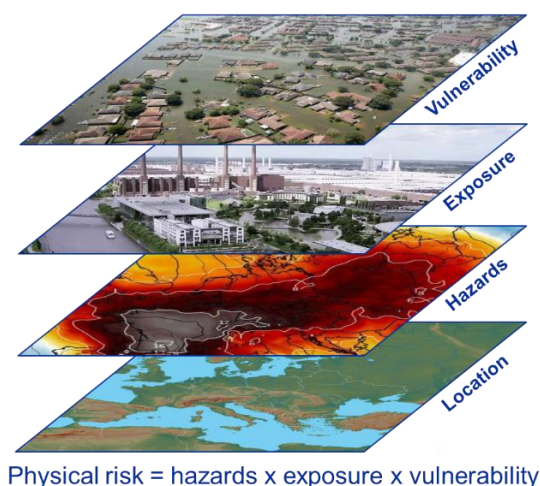 Vulnerability
Exposure
Hazards
Location
Physical risk = hazards x exposure x vulnerability